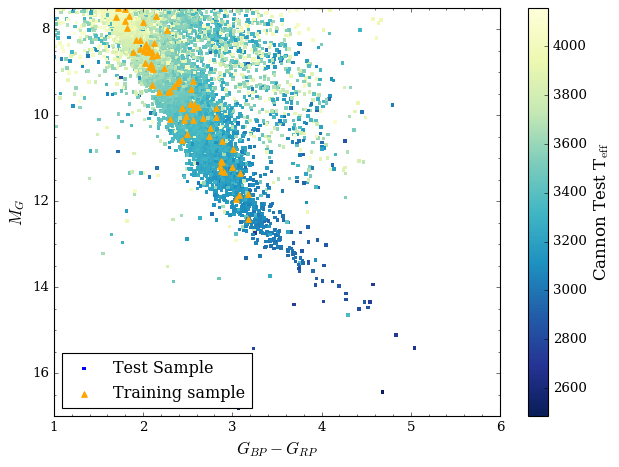 8
10
12
14
16
M_G
1 2 3 4 5 6
G_BP − G_RP
Test Sample
Training sample
4000
3800
3600
3400
3200
3000
2800
2600
Cannon Test T_eff